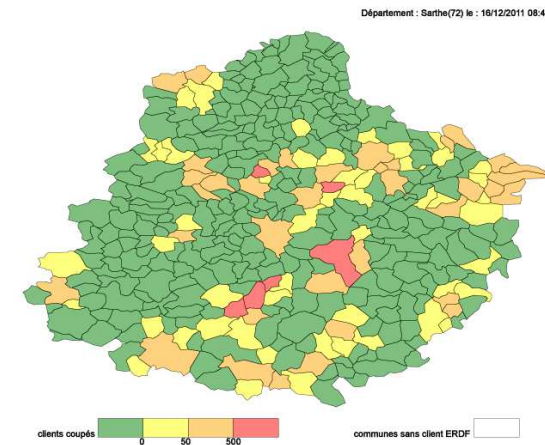 Département : Sarthe(72) le : 16/12/2011 08:4
clients coupés
0 50 500
communes sans client ERDF